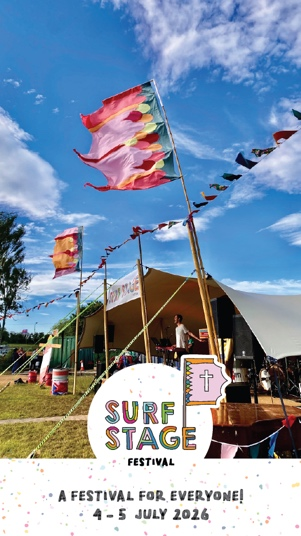 SURF
STAGE
FESTIVAL
A FESTIVAL FOR EVERYONE!
4 - 5 JULY 2026